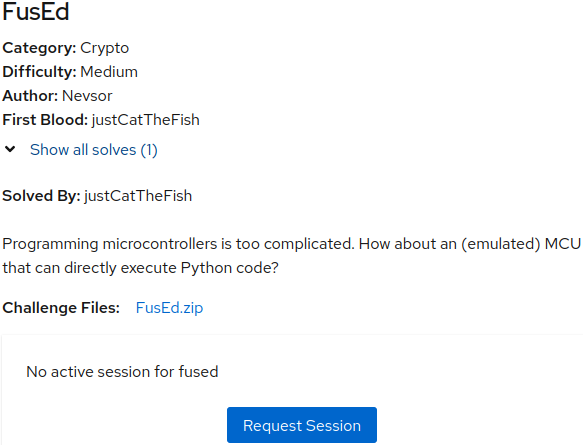 FusEd
Category: Crypto
Difficulty: Medium
Author: Nevsor
First Blood: justCatTheFish
Show all solves (1)
Solved By: justCatTheFish
Programming microcontrollers is too complicated. How about an (emulated) MCU
that can directly execute Python code?
Challenge Files: FusEd.zip
No active session for fused
Request Session